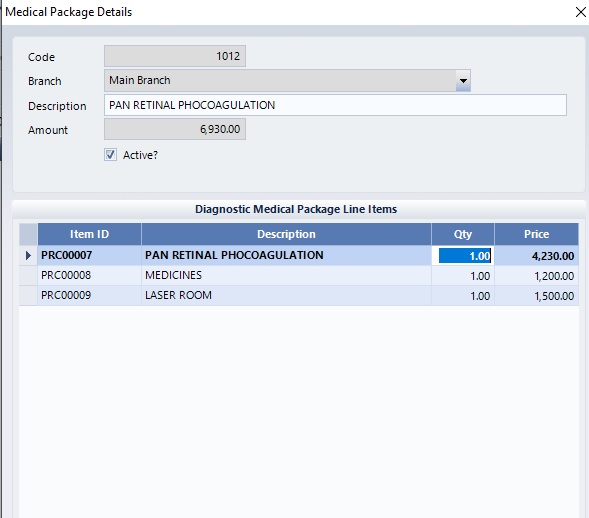 Medical Package Details
Code 1012
Branch Main Branch
Description PAN RETINAL PHOCOAGULATION
Amount 6,930.00
Active?
Diagnostic Medical Package Line Items
Item ID Description Qty Price
PRC00007 PAN RETINAL PHOCOAGULATION 1.00 4,230.00
PRC00008 MEDICINES 1.00 1,200.00
PRC00009 LASER ROOM 1.00 1,500.00